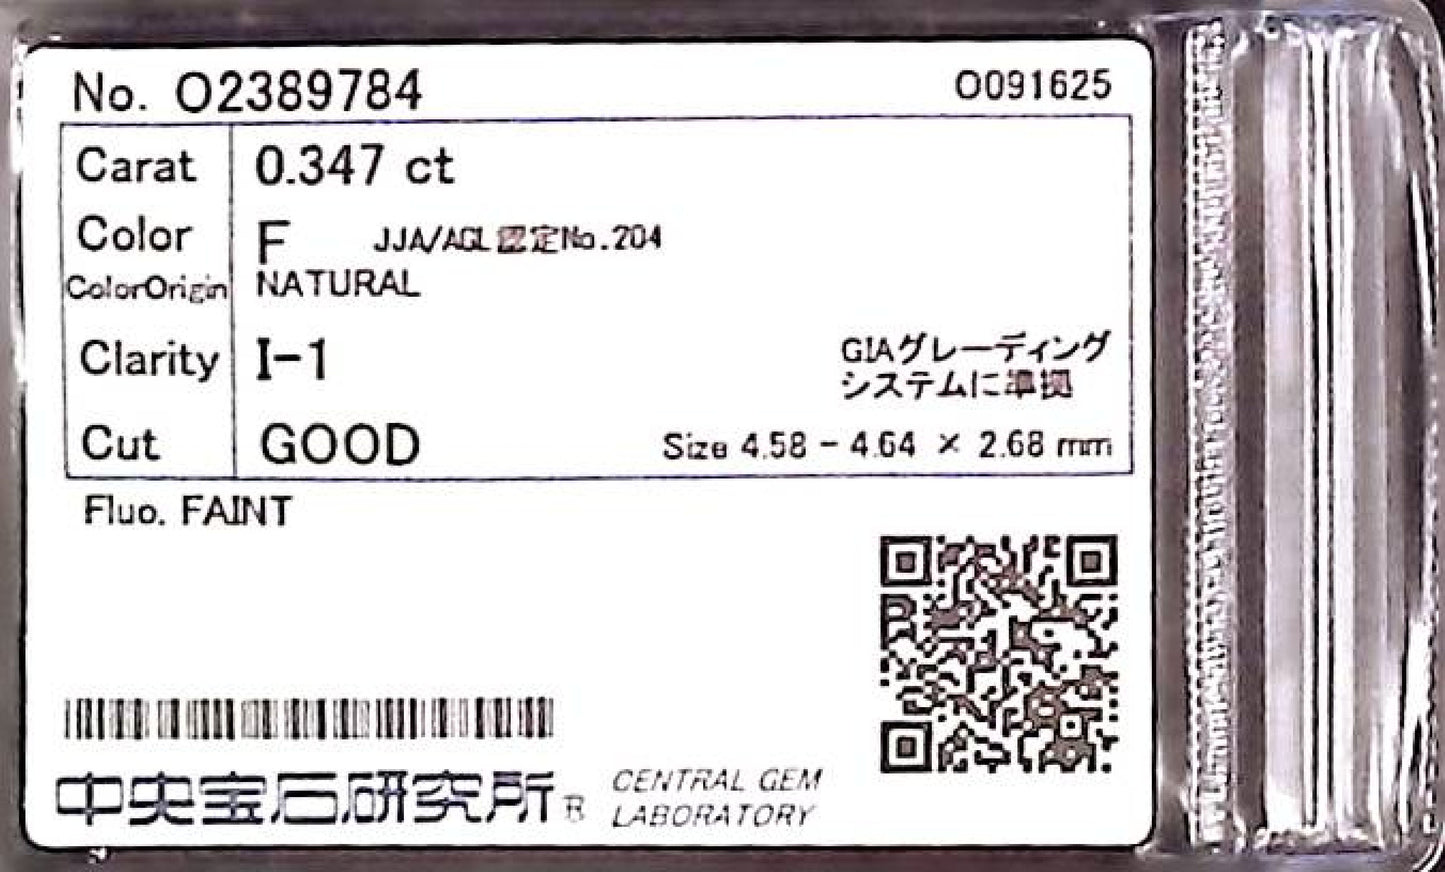 No. O2389784
O091625
Carat 0.347 ct
Color F JJA/AGL認定No.204
ColorOrigin NATURAL
Clarity I-1
GIAグレーディング
システムに準拠
Cut GOOD Size 4.58 - 4.64 × 2.68 mm
Fluo. FAINT
中央宝石研究所® CENTRAL GEM
LABORATORY